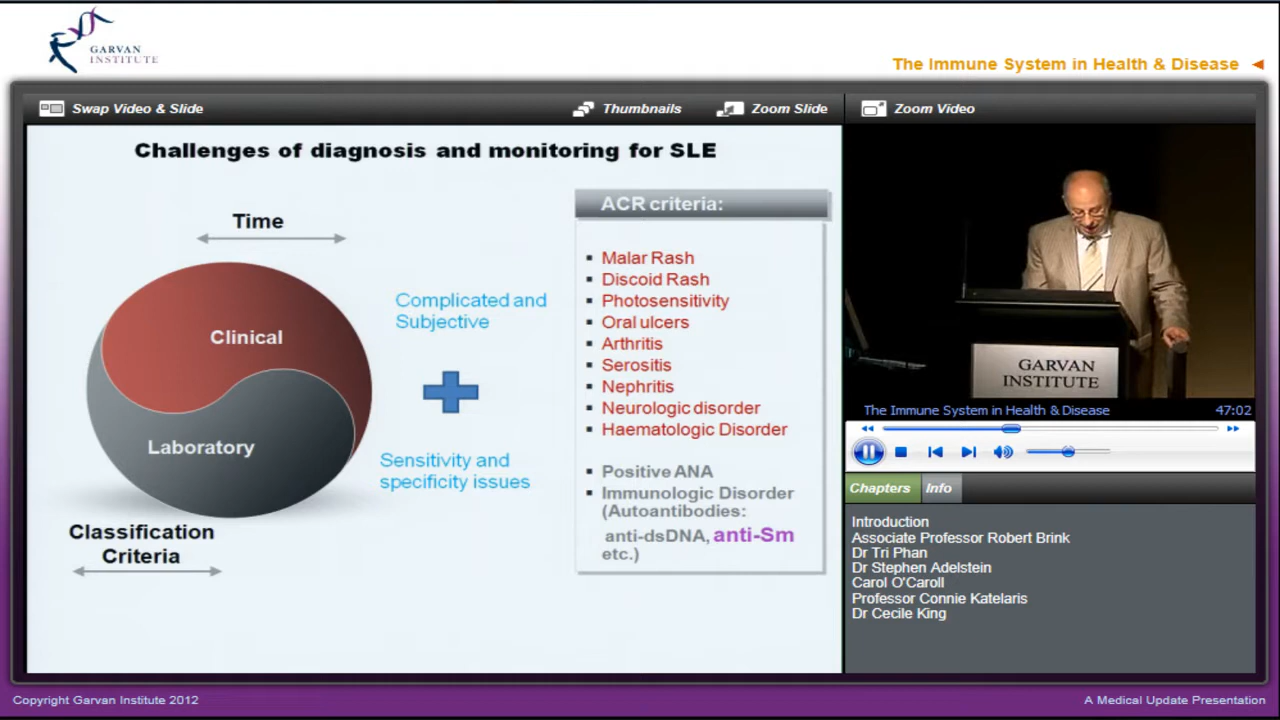 GARVAN
INSTITUTE
The Immune System in Health & Disease
Swap Video & Slide
Thumbnails
Zoom Slide
Zoom Video
Challenges of diagnosis and monitoring for SLE
Time
Clinical
Laboratory
Classification
Criteria
Complicated and
Subjective
Sensitivity and
specificity issues
ACR criteria:
Malar Rash
Discoid Rash
Photosensitivity
Oral ulcers
Arthritis
Serositis
Nephritis
Neurologic disorder
Haematologic Disorder
Positive ANA
Immunologic Disorder
(Autoantibodies:
anti-dsDNA, anti-Sm
etc.)
GARVAN
INSTITUTE
The Immune System in Health & Disease
47:02
Chapters
Info
Introduction
Associate Professor Robert Brink
Dr Tri Phan
Dr Stephen Adelstein
Carol O'Caroll
Professor Connie Katelaris
Dr Cecile King
Copyright Garvan Institute 2012
A Medical Update Presentation